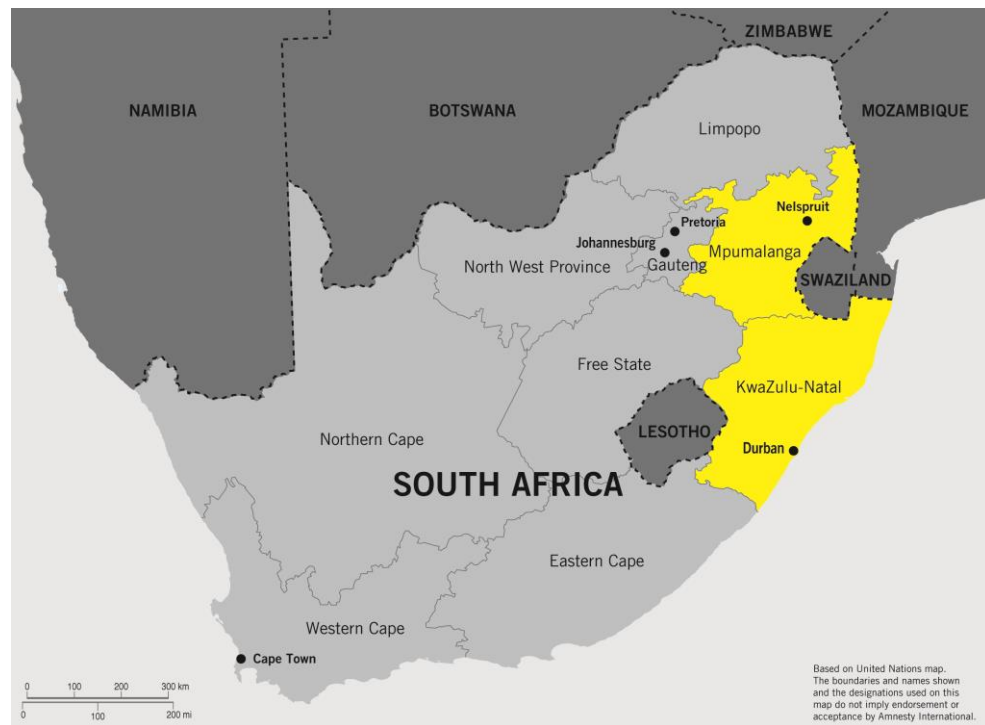 ZIMBABWE
NAMIBIA
BOTSWANA
MOZAMBIQUE
Limpopo
Nelspruit
Pretoria
Johannesburg
Mpumalanga
North West Province
Gauteng
SWAZILAND
Free State
KwaZulu-Natal
LESOTHO
Northern Cape
Durban
SOUTH AFRICA
Eastern Cape
Western Cape
Cape Town
0 100 200 300 km
0 100 200 mi
Based on United Nations map.
The boundaries and names shown
and the designations used on this
map do not imply endorsement or
acceptance by Amnesty International.